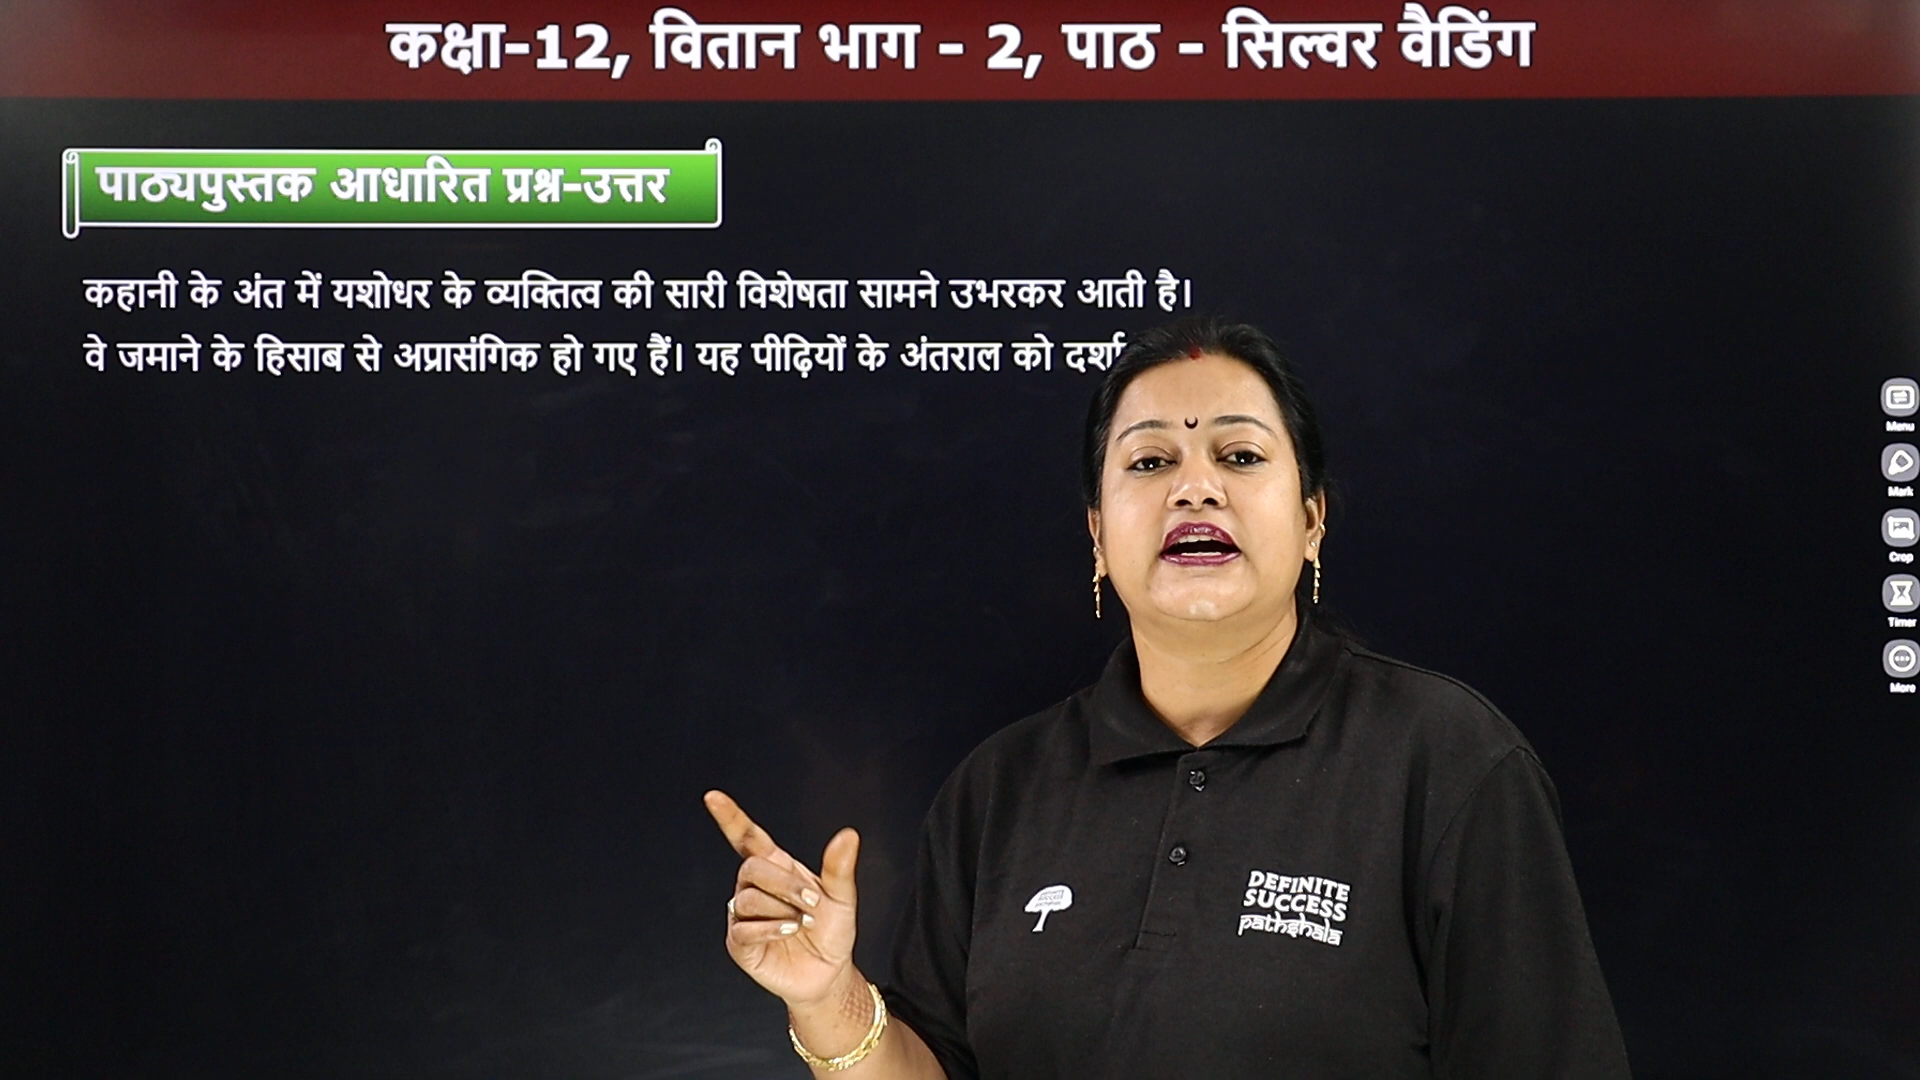 कक्षा-12, वितान भाग - 2, पाठ - सिल्वर वैडिंग
पाठ्यपुस्तक आधारित प्रश्न-उत्तर
कहानी के अंत में यशोधर के व्यक्तित्व की सारी विशेषता सामने उभरकर आती है।
वे जमाने के हिसाब से अप्रासंगिक हो गए हैं। यह पीढ़ियों के अंतराल को
Menu
Mark
Crop
Timer
More
DEFINITE
SUCCESS
pathshala